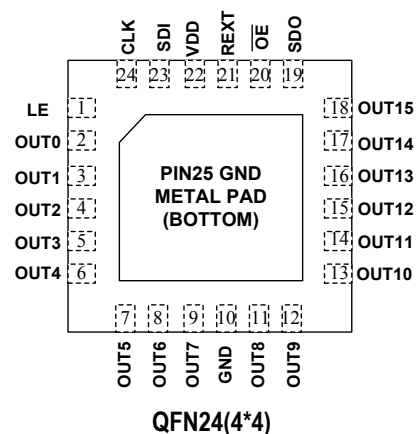 CLK SDI VDD REXT OE SDO
24 23 22 21 20 19
LE 1 18 OUT15
OUT0 2 17 OUT14
OUT1 3 16 OUT13
OUT2 4 15 OUT12
OUT3 5 14 OUT11
OUT4 6 13 OUT10
PIN25 GND
METAL PAD
(BOTTOM)
7 8 9 10 11 12
OUT5 OUT6 OUT7 GND OUT8 OUT9
QFN24(4*4)